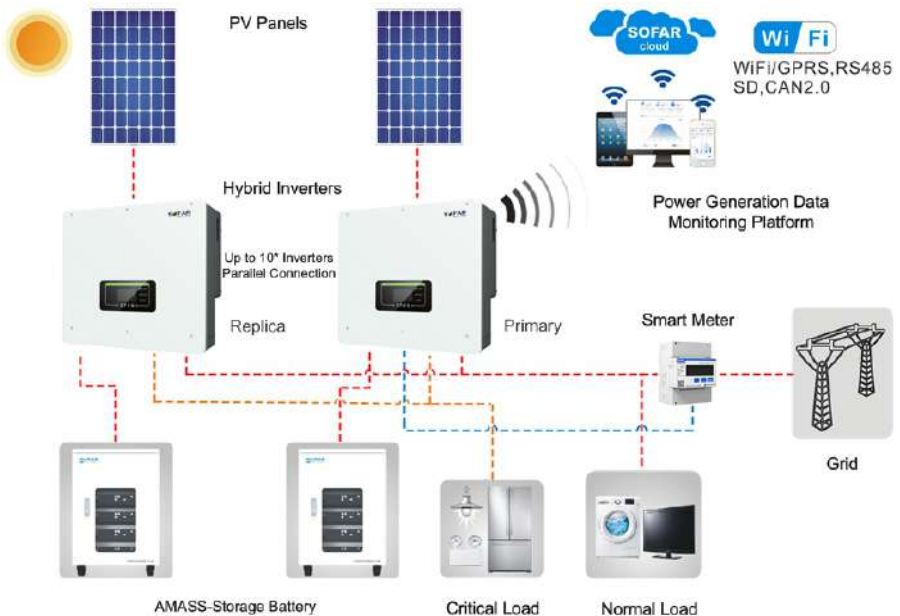 PV Panels
SOFAR
cloud
Wi Fi
WiFi/GPRS,RS485
SD,CAN2.0
Hybrid Inverters
Power Generation Data
Monitoring Platform
SOFAR
SOFAR
Up to 10* Inverters
Parallel Connection
Replica
Primary
Smart Meter
Grid
AMASS-Storage Battery
Critical Load
Normal Load